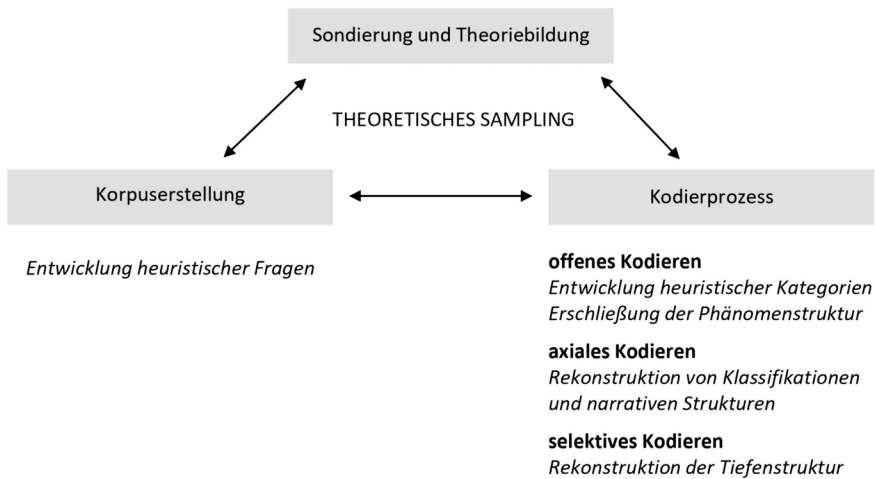 Sondierung und Theoriebildung
THEORETISCHES SAMPLING
Korpuserstellung
Kodierprozess
Entwicklung heuristischer Fragen
offenes Kodieren
Entwicklung heuristischer Kategorien
Erschließung der Phänomenstruktur
axiales Kodieren
Rekonstruktion von Klassifikationen
und narrativen Strukturen
selektives Kodieren
Rekonstruktion der Tiefenstruktur